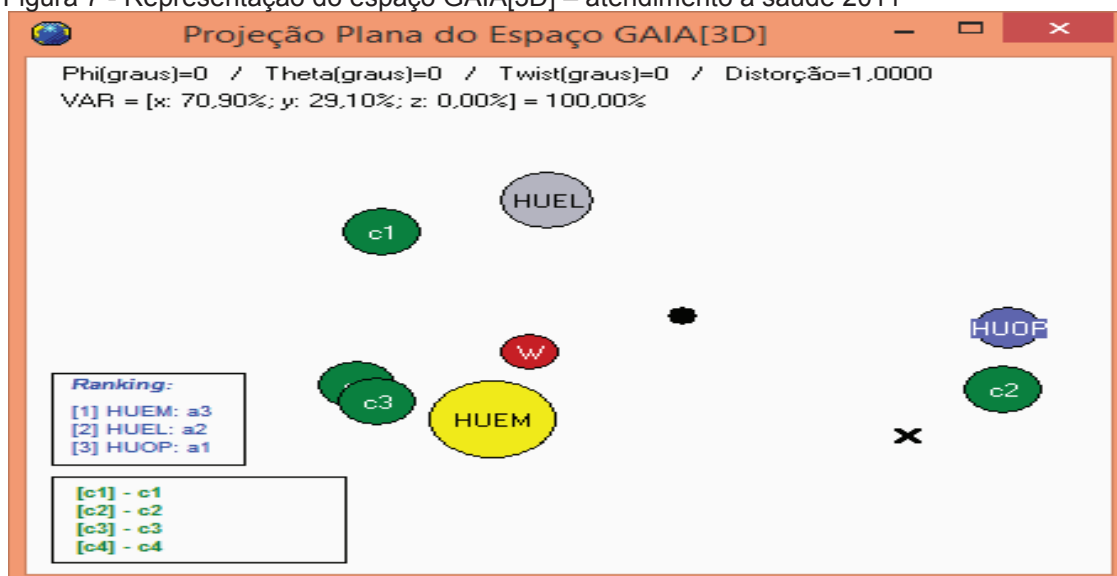 Figura 7 - Representação do espaço GAIA[3D] – atendimento à saúde 2011
Projeção Plana do Espaço GAIA[3D]
Phi(graus)=0 / Theta(graus)=0 / Twist(graus)=0 / Distorção=1,0000
VAR = [x: 70,90%; y: 29,10%; z: 0,00%] = 100,00%
HUEL
c1
HUOP
W
c2
c3
HUEM
Ranking:
[1] HUEM: a3
[2] HUEL: a2
[3] HUOP: a1
[c1] - c1
[c2] - c2
[c3] - c3
[c4] - c4